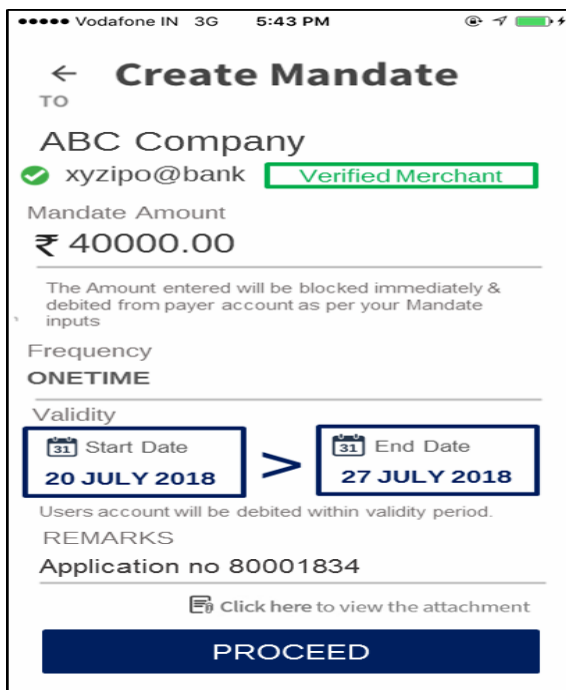 Vodafone IN 3G 5:43 PM
← Create Mandate
TO
ABC Company
xyzipo@bank Verified Merchant
Mandate Amount
₹ 40000.00
The Amount entered will be blocked immediately &
debited from payer account as per your Mandate
inputs
Frequency
ONETIME
Validity
31 Start Date > 31 End Date
20 JULY 2018 27 JULY 2018
Users account will be debited within validity period.
REMARKS
Application no 80001834
Click here to view the attachment
PROCEED